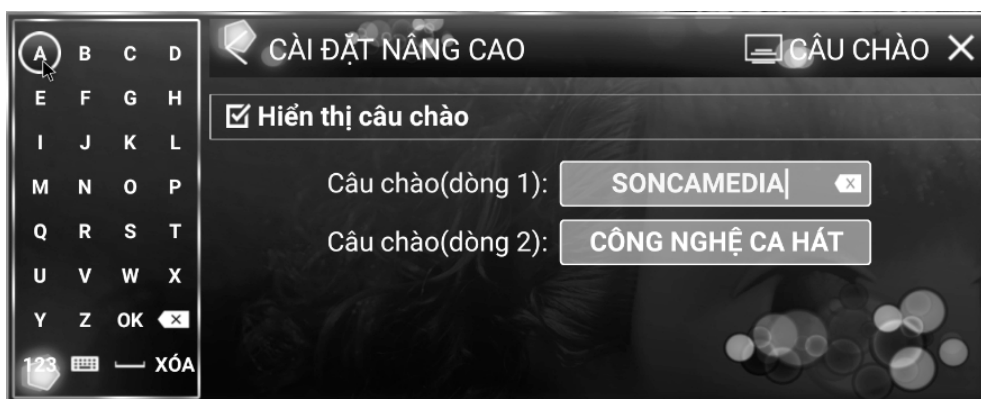 CÀI ĐẶT NÂNG CAO
CÂU CHÀO
Hiển thị câu chào
Câu chào(dòng 1): SONCAMEDIA
Câu chào(dòng 2): CÔNG NGHỆ CA HÁT
A B C D
E F G H
I J K L
M N O P
Q R S T
U V W X
Y Z OK
123 XÓA